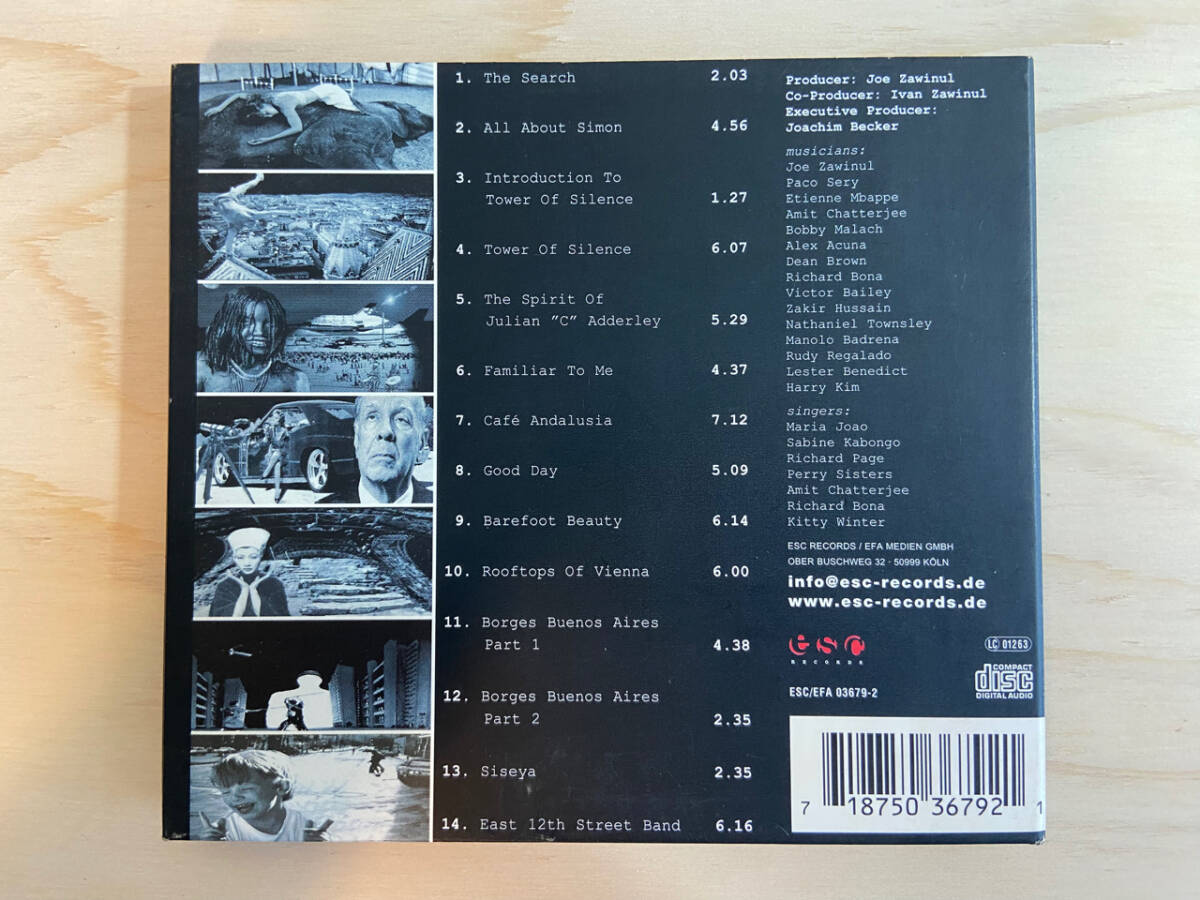 1. The Search 2.03
2. All About Simon 4.56
3. Introduction To
Tower Of Silence 1.27
4. Tower Of Silence 6.07
5. The Spirit Of
Julian "C" Adderley 5.29
6. Familiar To Me 4.37
7. Café Andalusia 7.12
8. Good Day 5.09
9. Barefoot Beauty 6.14
10. Rooftops Of Vienna 6.00
11. Borges Buenos Aires
Part 1 4.38
12. Borges Buenos Aires
Part 2 2.35
13. Siseya 2.35
14. East 12th Street Band 6.16
Producer: Joe Zawinul
Co-Producer: Ivan Zawinul
Executive Producer:
Joachim Becker
musicians:
Joe Zawinul
Paco Sery
Etienne Mbappe
Amit Chatterjee
Bobby Malach
Alex Acuna
Dean Brown
Richard Bona
Victor Bailey
Zakir Hussain
Nathaniel Townsley
Manolo Badrena
Rudy Regalado
Lester Benedict
Harry Kim
singers:
Maria Joao
Sabine Kabongo
Richard Page
Perry Sisters
Amit Chatterjee
Richard Bona
Kitty Winter
ESC RECORDS / EFA MEDIEN GMBH
OBER BUSCHWEG 32 · 50999 KÖLN
info@esc-records.de
www.esc-records.de
ESC
RECORDS
LC 01263
COMPACT
disc
DIGITAL AUDIO
ESC/EFA 03679-2
7 18750 36792 1